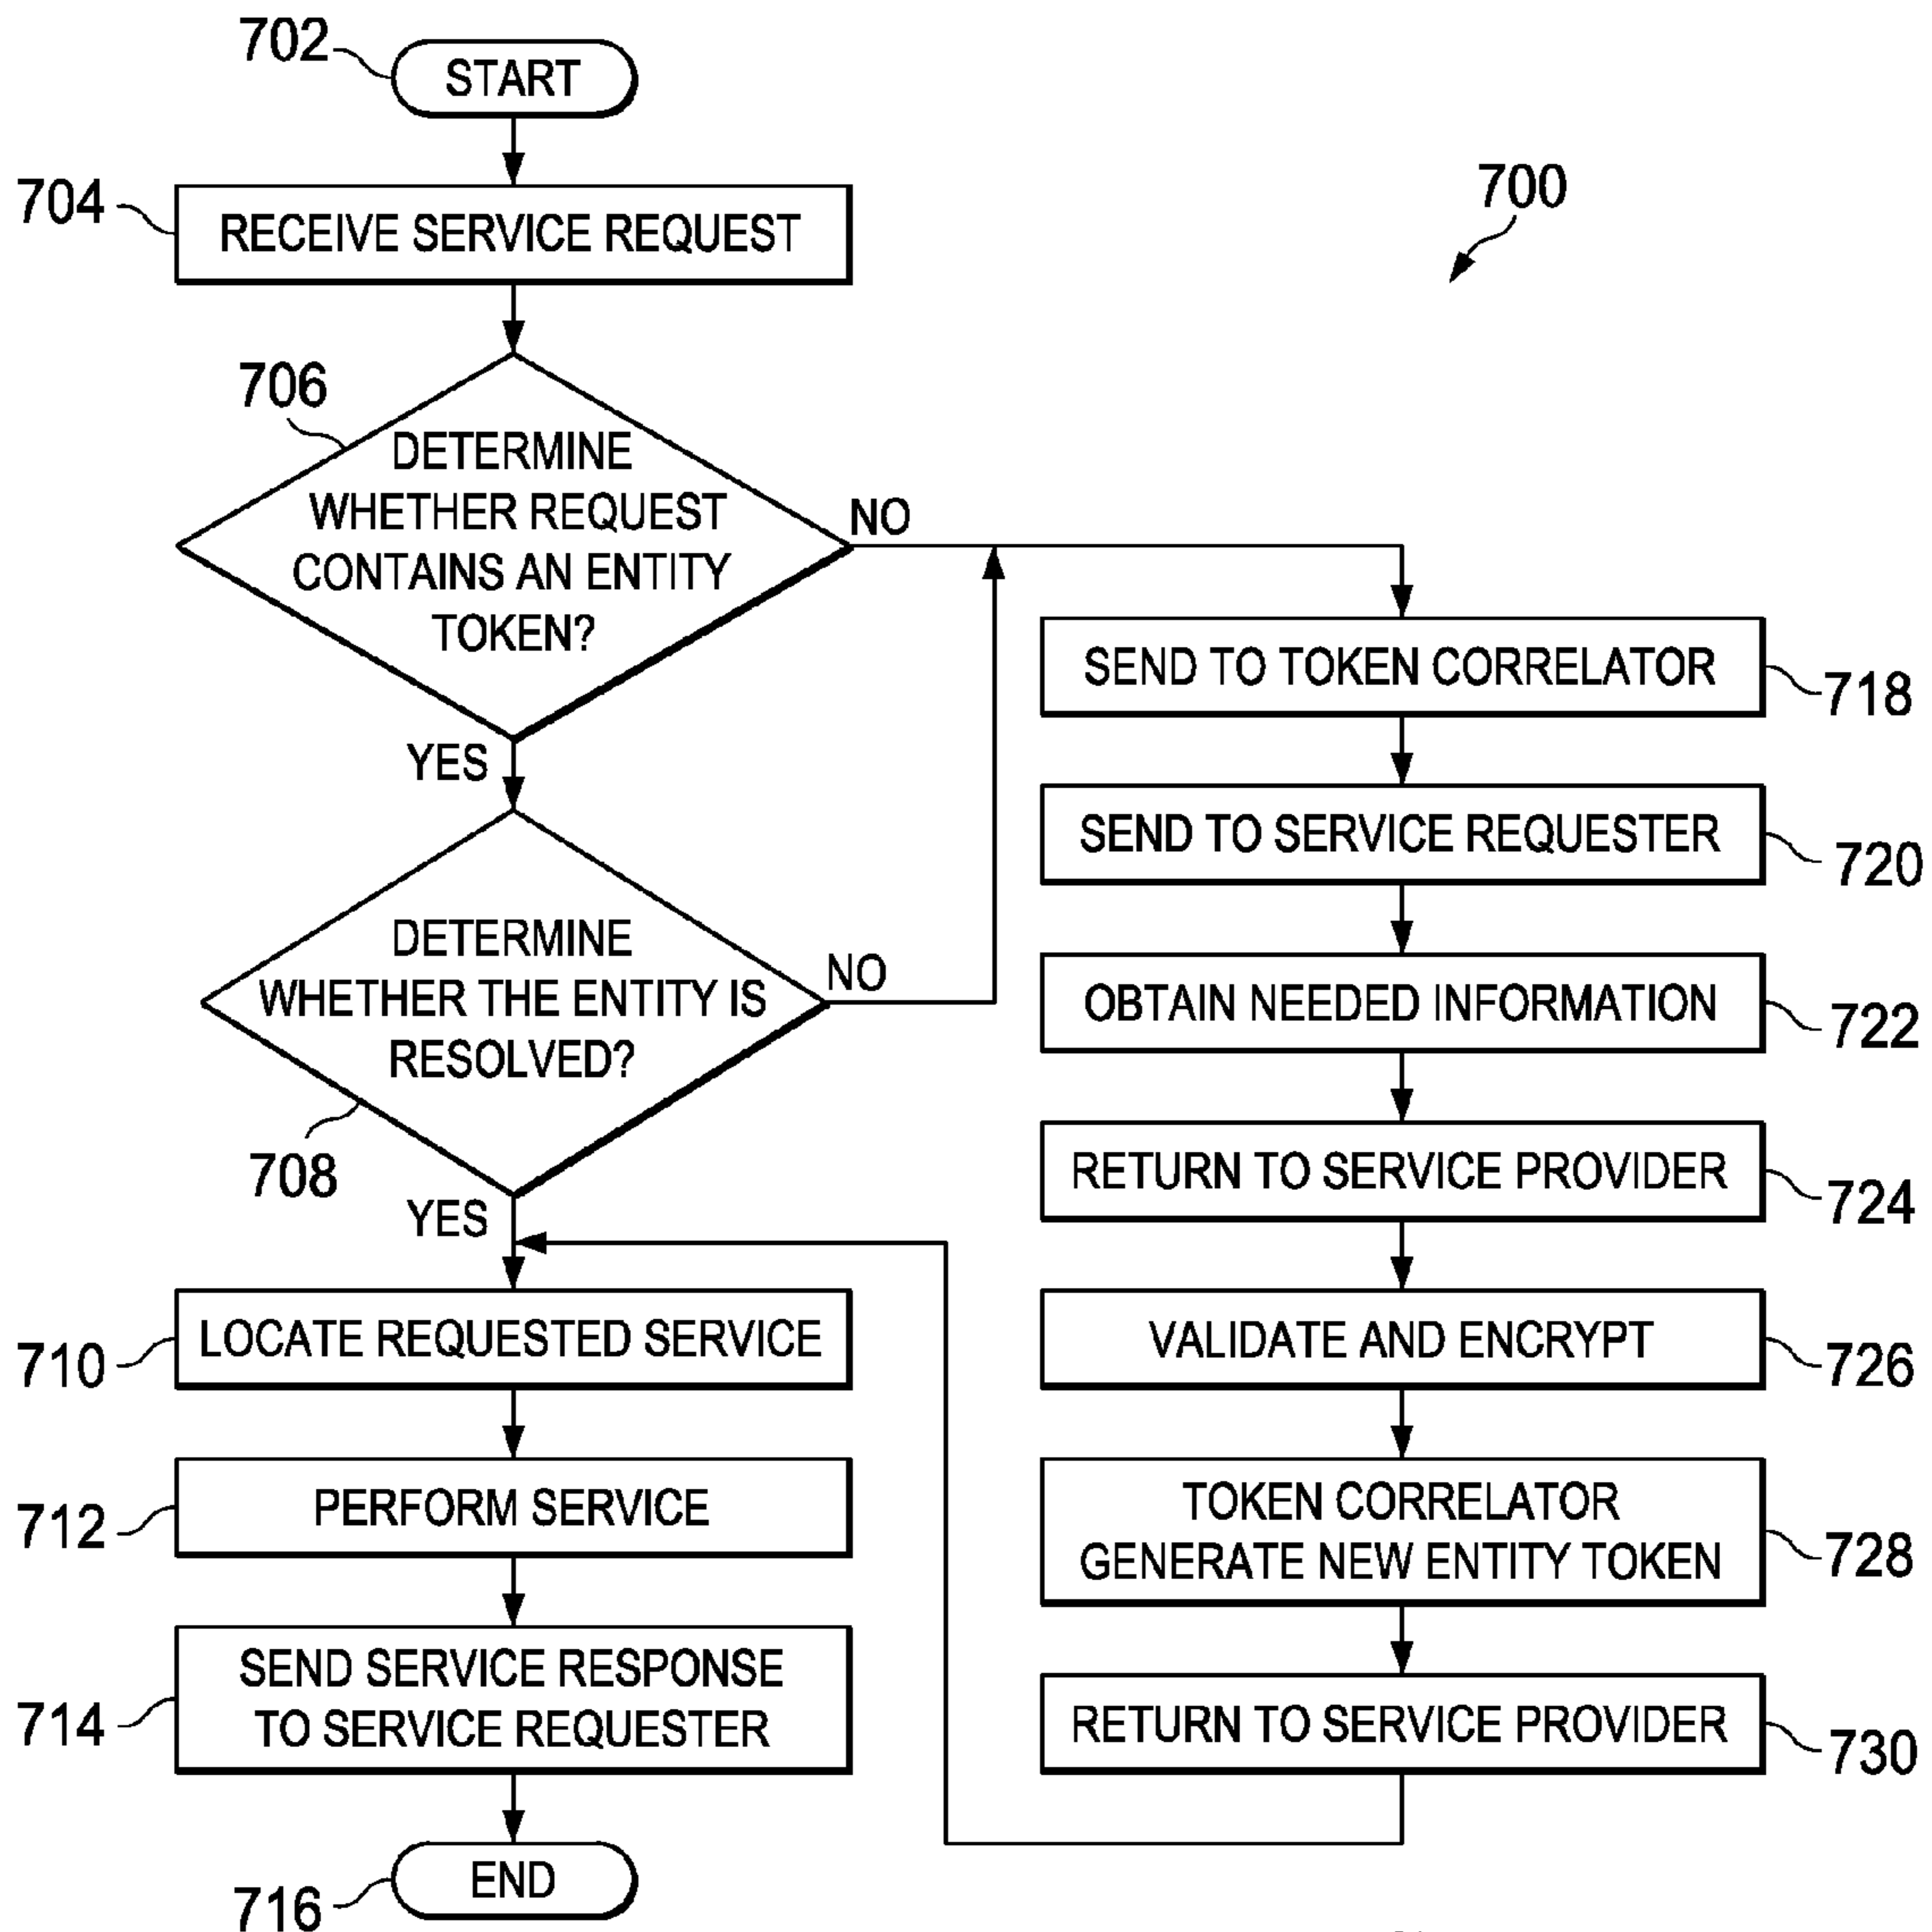 702
START
704
RECEIVE SERVICE REQUEST
700
706
DETERMINE
WHETHER REQUEST
CONTAINS AN ENTITY
TOKEN?
NO
YES
DETERMINE
WHETHER THE ENTITY IS
RESOLVED?
NO
708
YES
710
LOCATE REQUESTED SERVICE
712
PERFORM SERVICE
714
SEND SERVICE RESPONSE
TO SERVICE REQUESTER
716
END
SEND TO TOKEN CORRELATOR
718
SEND TO SERVICE REQUESTER
720
OBTAIN NEEDED INFORMATION
722
RETURN TO SERVICE PROVIDER
724
VALIDATE AND ENCRYPT
726
TOKEN CORRELATOR
GENERATE NEW ENTITY TOKEN
728
RETURN TO SERVICE PROVIDER
730